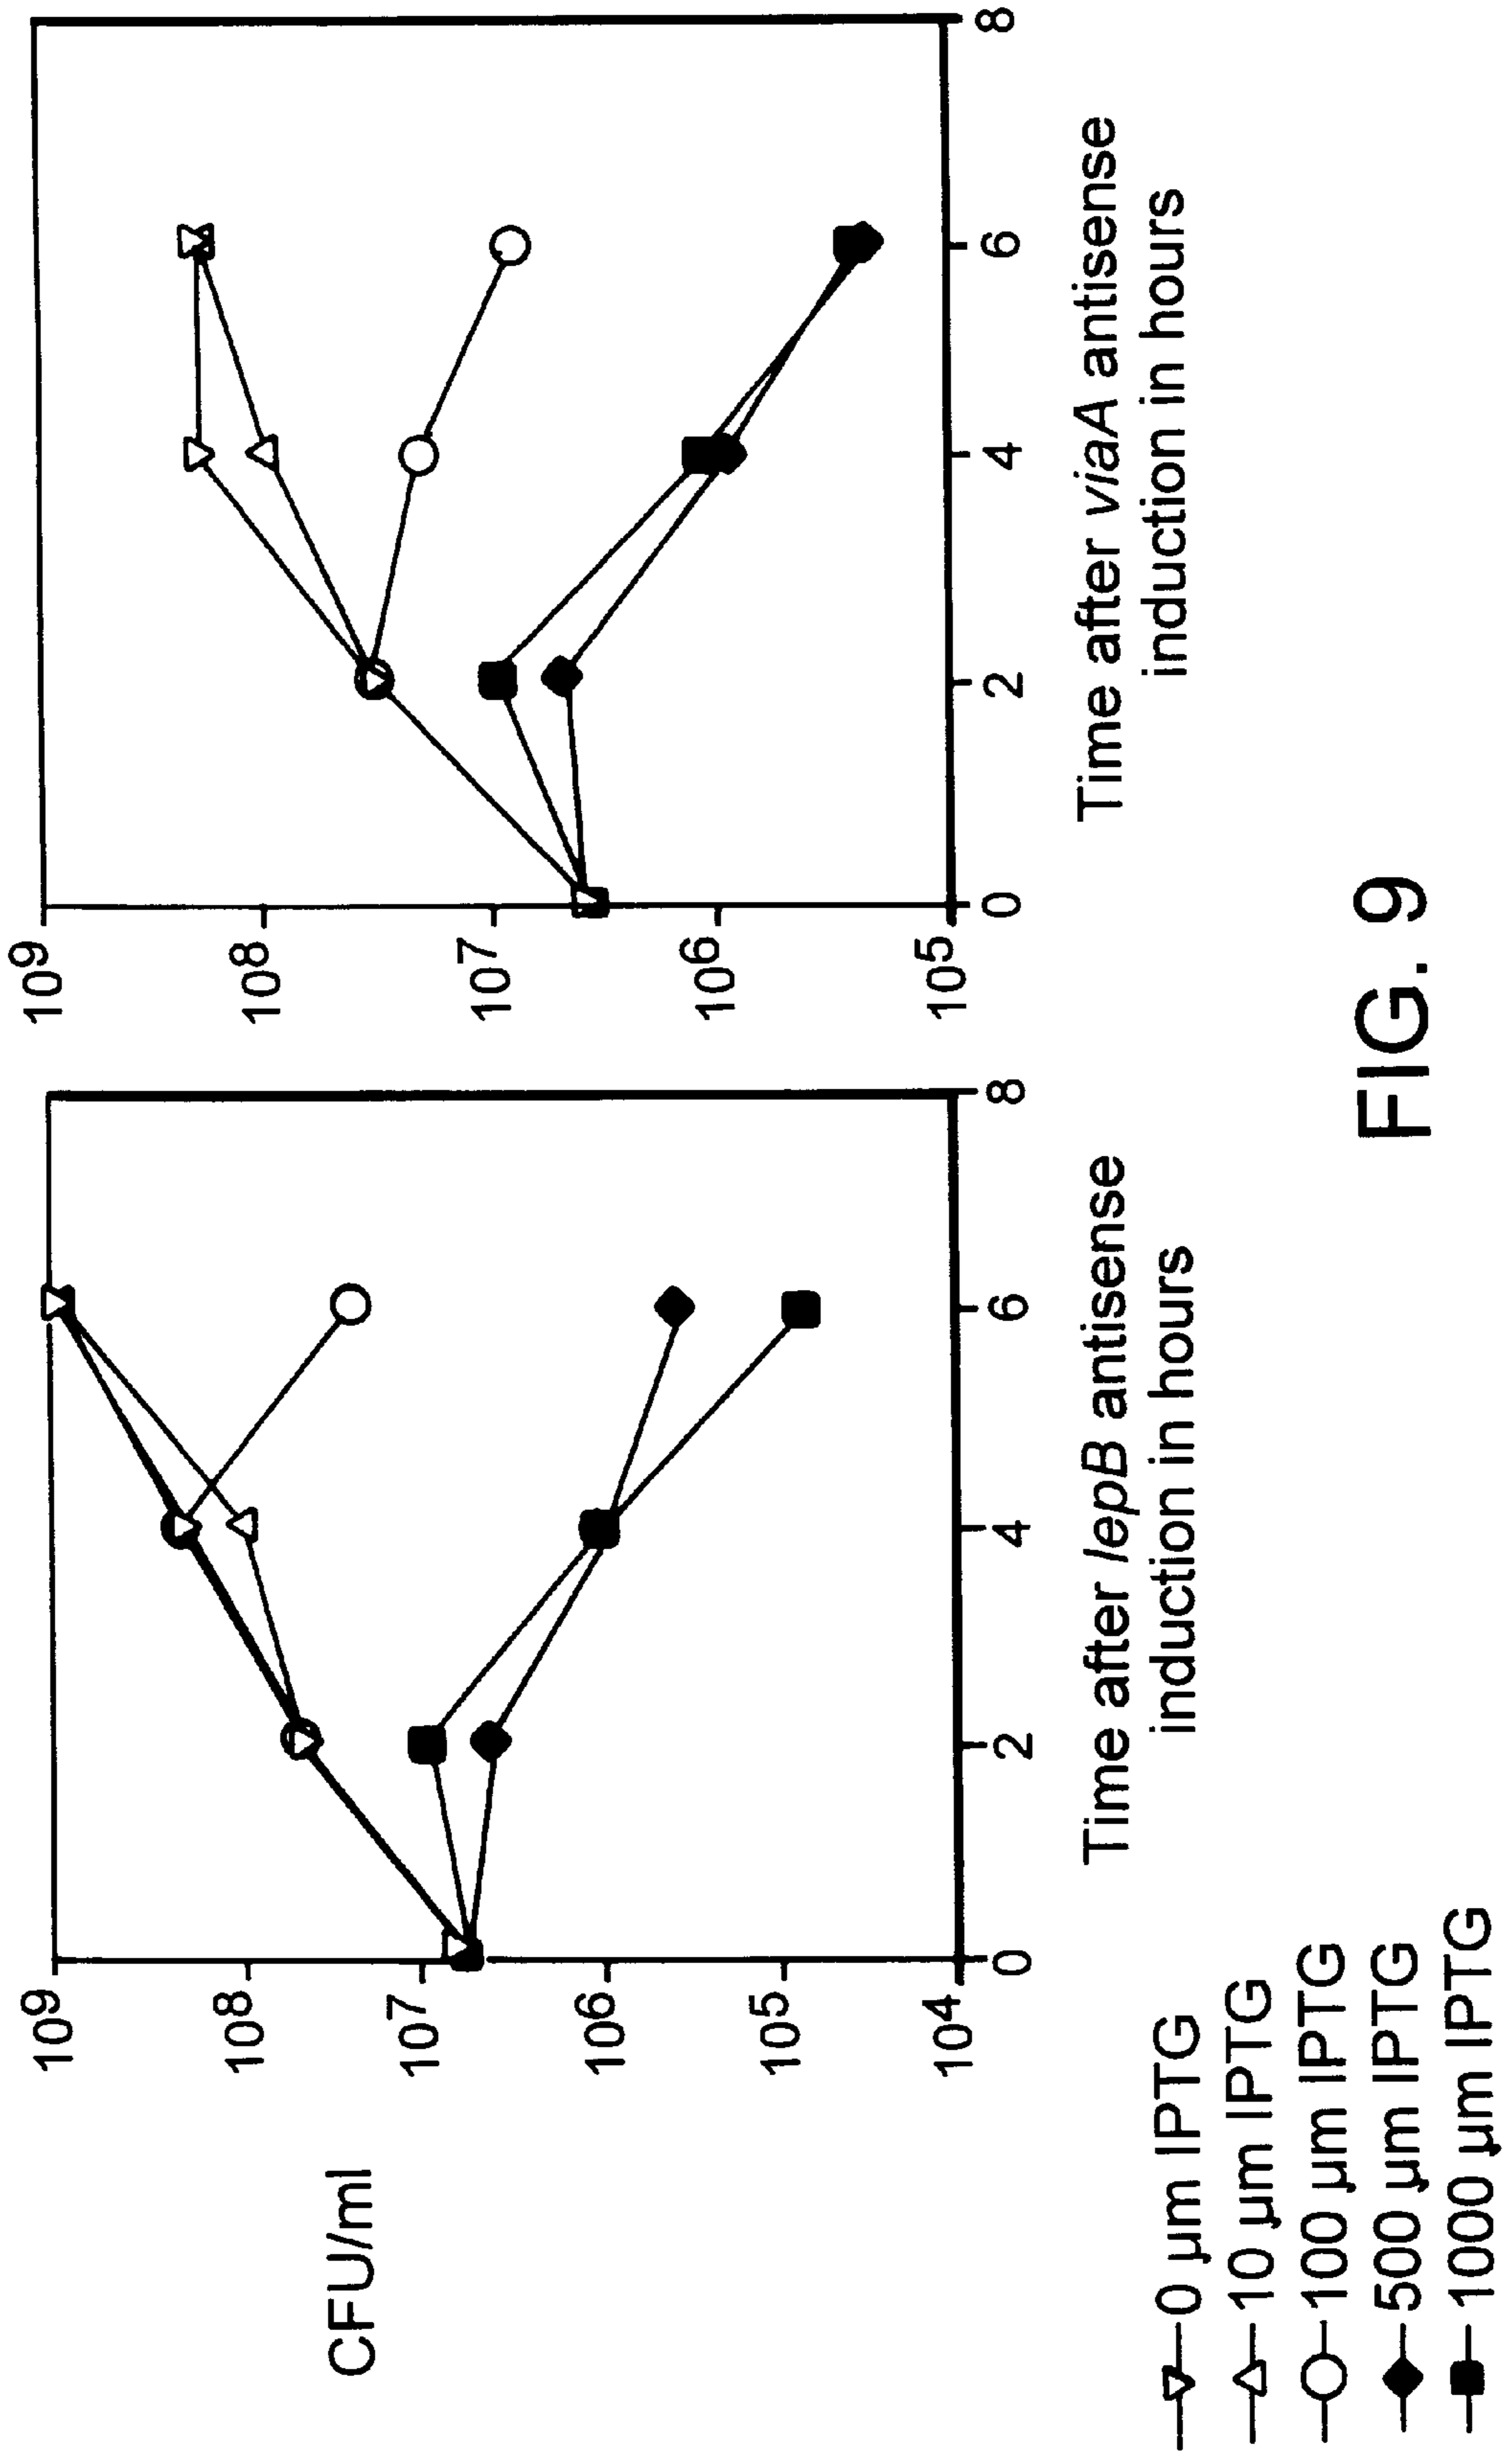 CFU/ml
10⁹
10⁸
10⁷
10⁶
10⁵
10⁴
0
2
4
6
8
Time after lepB antisense
induction in hours
10⁹
10⁸
10⁷
10⁶
10⁵
0
2
4
6
8
Time after viaA antisense
induction in hours
0 µm IPTG
10 µm IPTG
100 µm IPTG
500 µm IPTG
1000 µm IPTG
FIG. 9